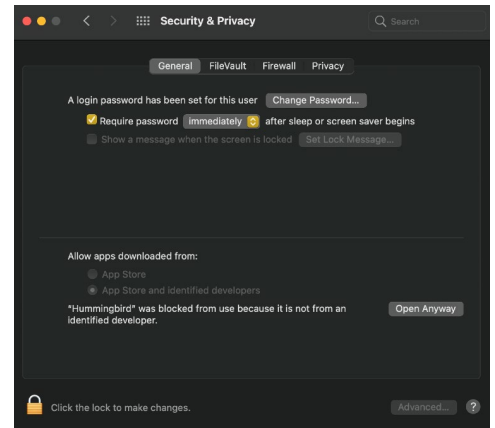 Security & Privacy
Search
General FileVault Firewall Privacy
A login password has been set for this user Change Password...
Require password immediately after sleep or screen saver begins
Show a message when the screen is locked Set Lock Message...
Allow apps downloaded from:
App Store
App Store and identified developers
"Hummingbird" was blocked from use because it is not from an Open Anyway
identified developer.
Click the lock to make changes. Advanced... ?